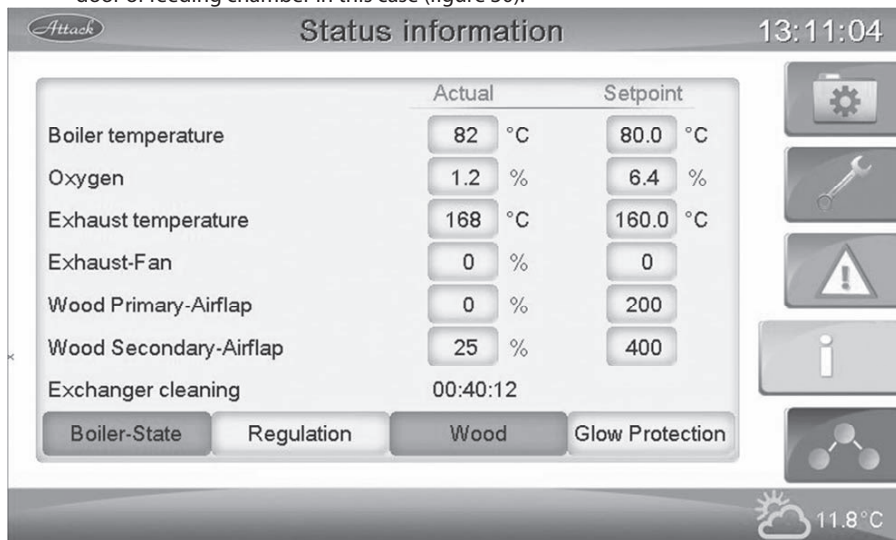 door of feeding chamber in this case (figure 50).
Attack Status information 13:11:04
Actual Setpoint
Boiler temperature 82 °C 80.0 °C
Oxygen 1.2 % 6.4 %
Exhaust temperature 168 °C 160.0 °C
Exhaust-Fan 0 % 0
Wood Primary-Airflap 0 % 200
Wood Secondary-Airflap 25 % 400
Exchanger cleaning 00:40:12
Boiler-State Regulation Wood Glow Protection
11.8°C